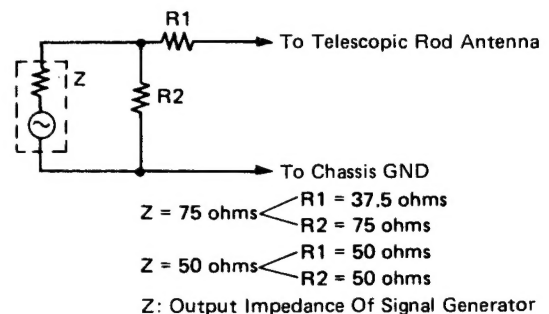 R1
To Telescopic Rod Antenna
Z
R2
To Chassis GND
Z = 75 ohms
R1 = 37.5 ohms
R2 = 75 ohms
Z = 50 ohms
R1 = 50 ohms
R2 = 50 ohms
Z: Output Impedance Of Signal Generator